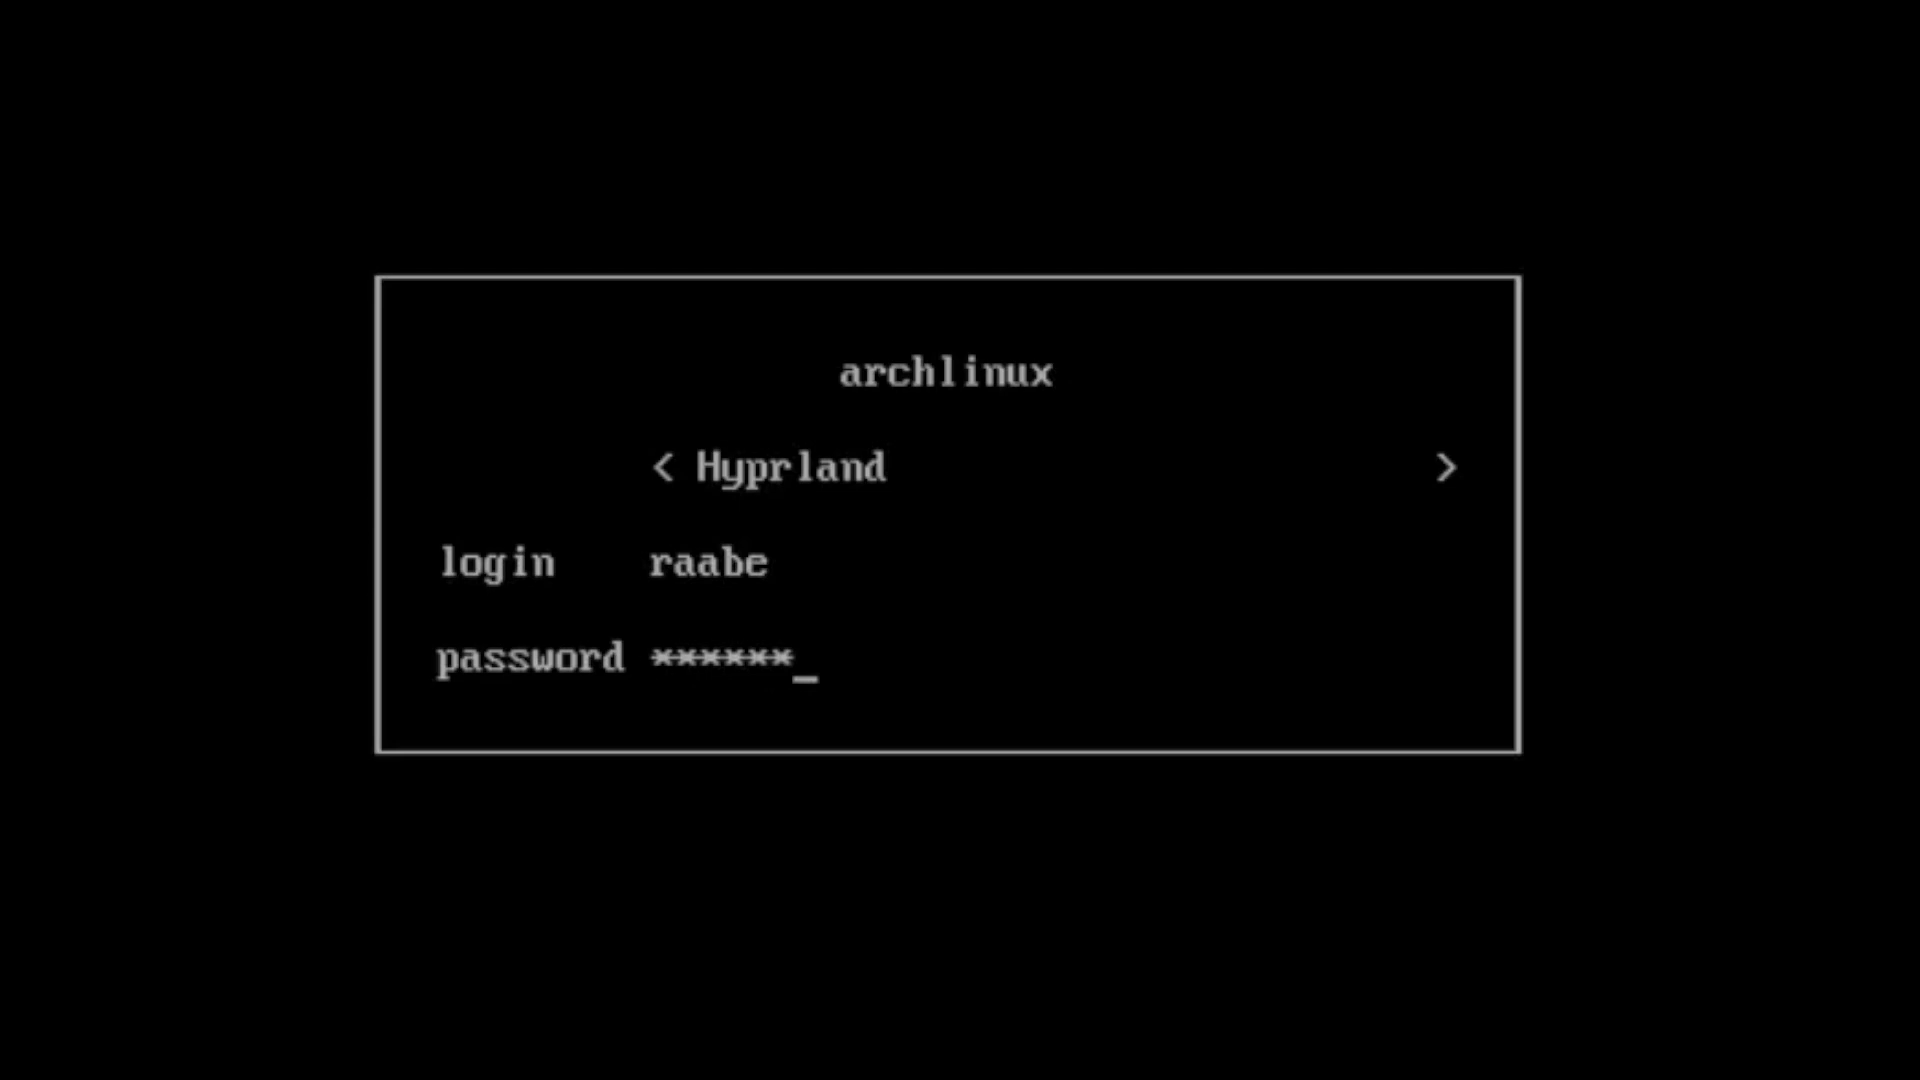 archlinux
< Hyprland >
login raabe
password ******_